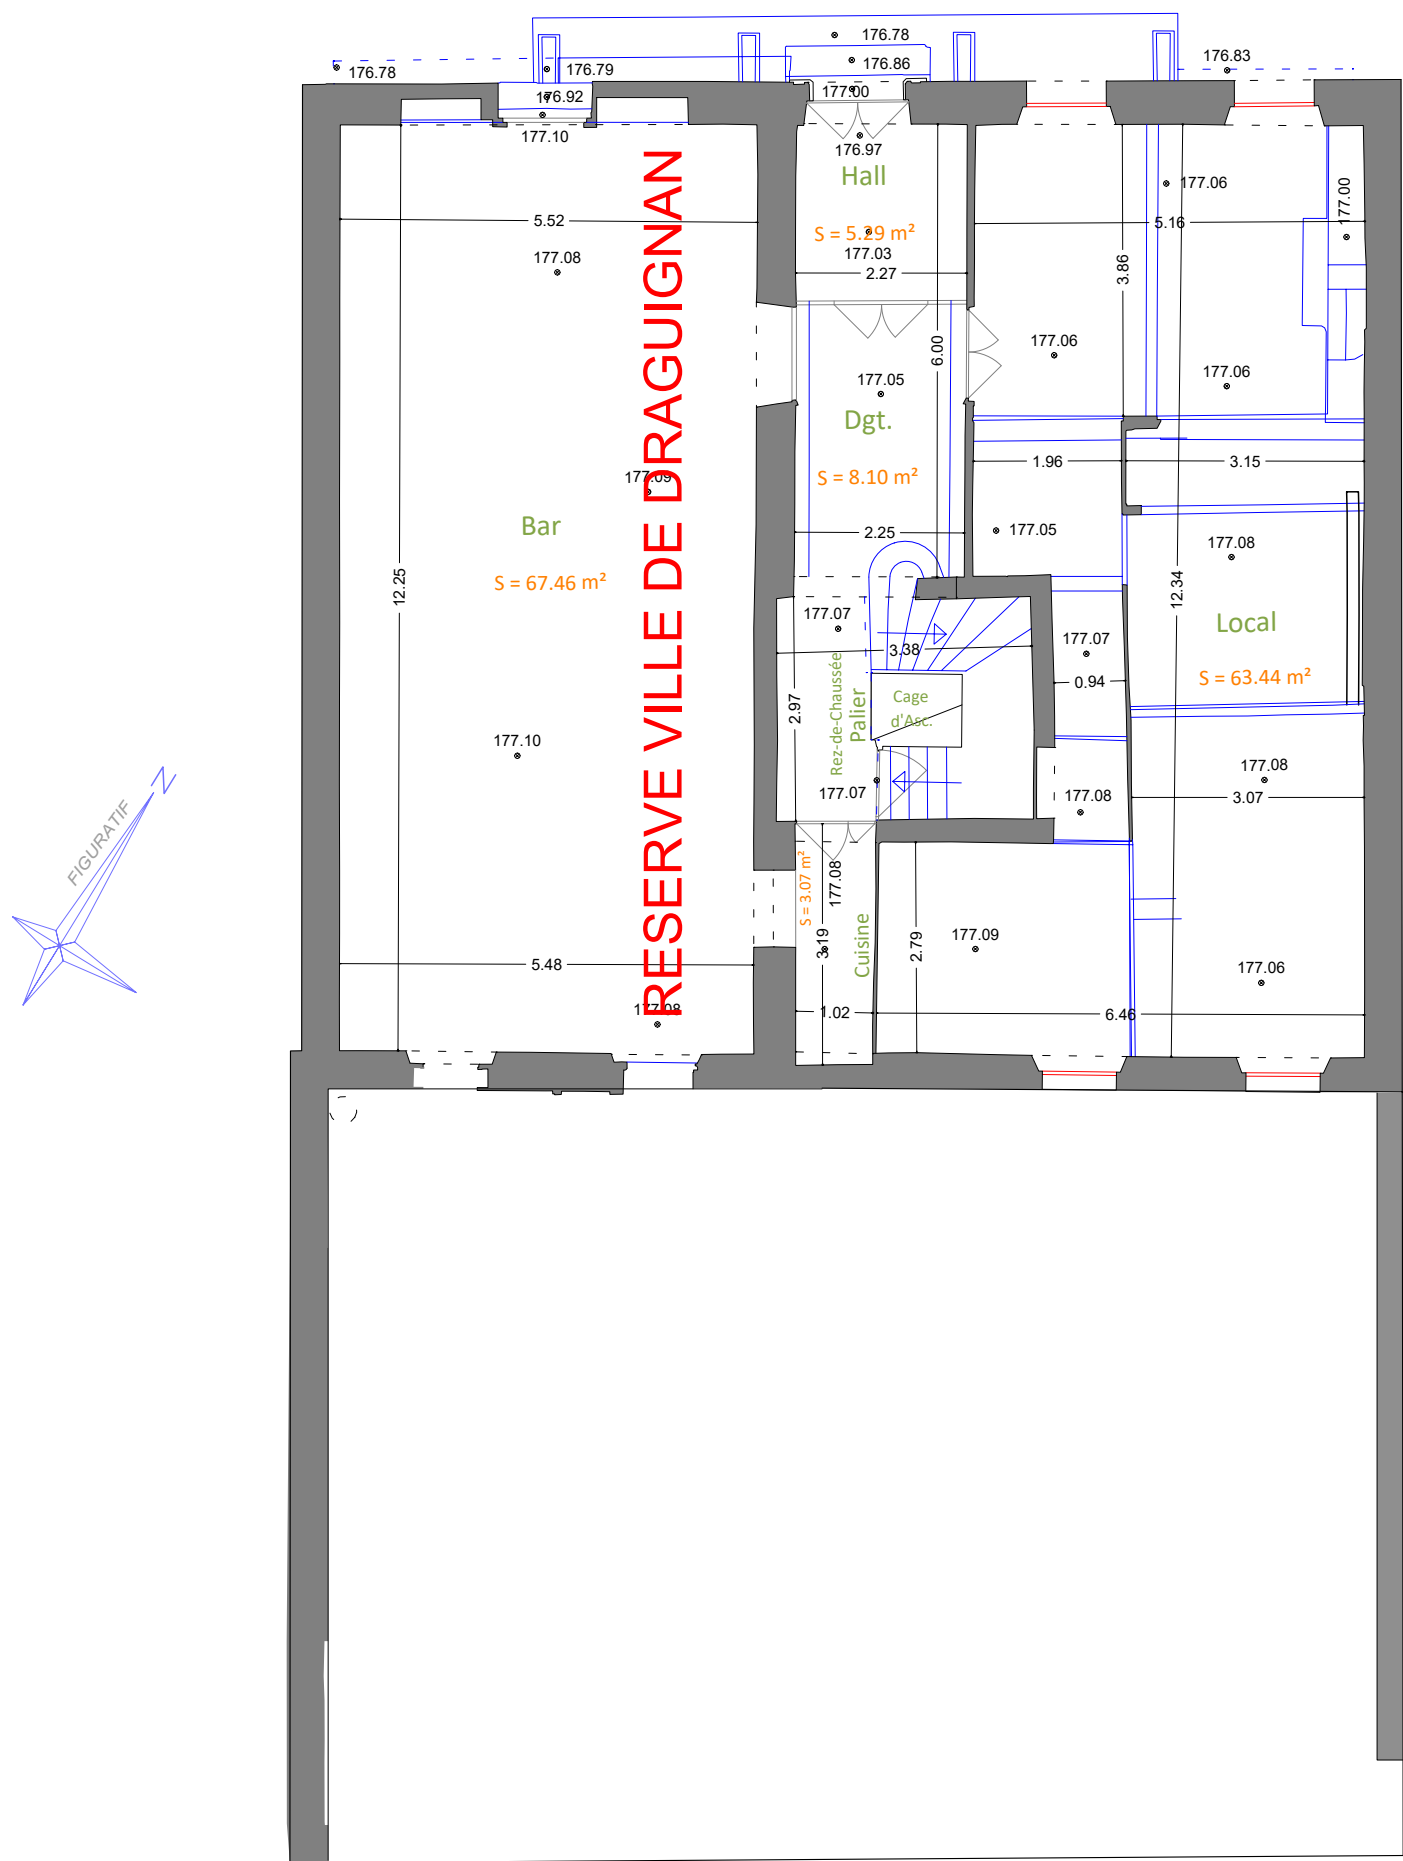 176.78
176.86
176.83
176.78
176.79
177.00
176.92
177.10
176.97
Hall
S = 5.29 m²
177.03
2.27
5.52
177.08
177.06
177.00
5.16
3.86
177.06
177.06
6.00
177.05
Dgt.
S = 8.10 m²
2.25
1.96
3.15
177.05
177.08
177.09
Bar
S = 67.46 m²
12.25
RESERVE VILLE DE DRAGUIGNAN
12.34
Local
S = 63.44 m²
177.07
3.38
177.07
0.94
Rez-de-Chaussée
Palier
Cage
d'Asc.
2.97
177.10
177.07
177.08
177.08
3.07
N
FIGURATIF
S = 3.07 m²
177.08
3.19
Cuisine
2.79
177.09
5.48
177.06
177.08
1.02
6.46